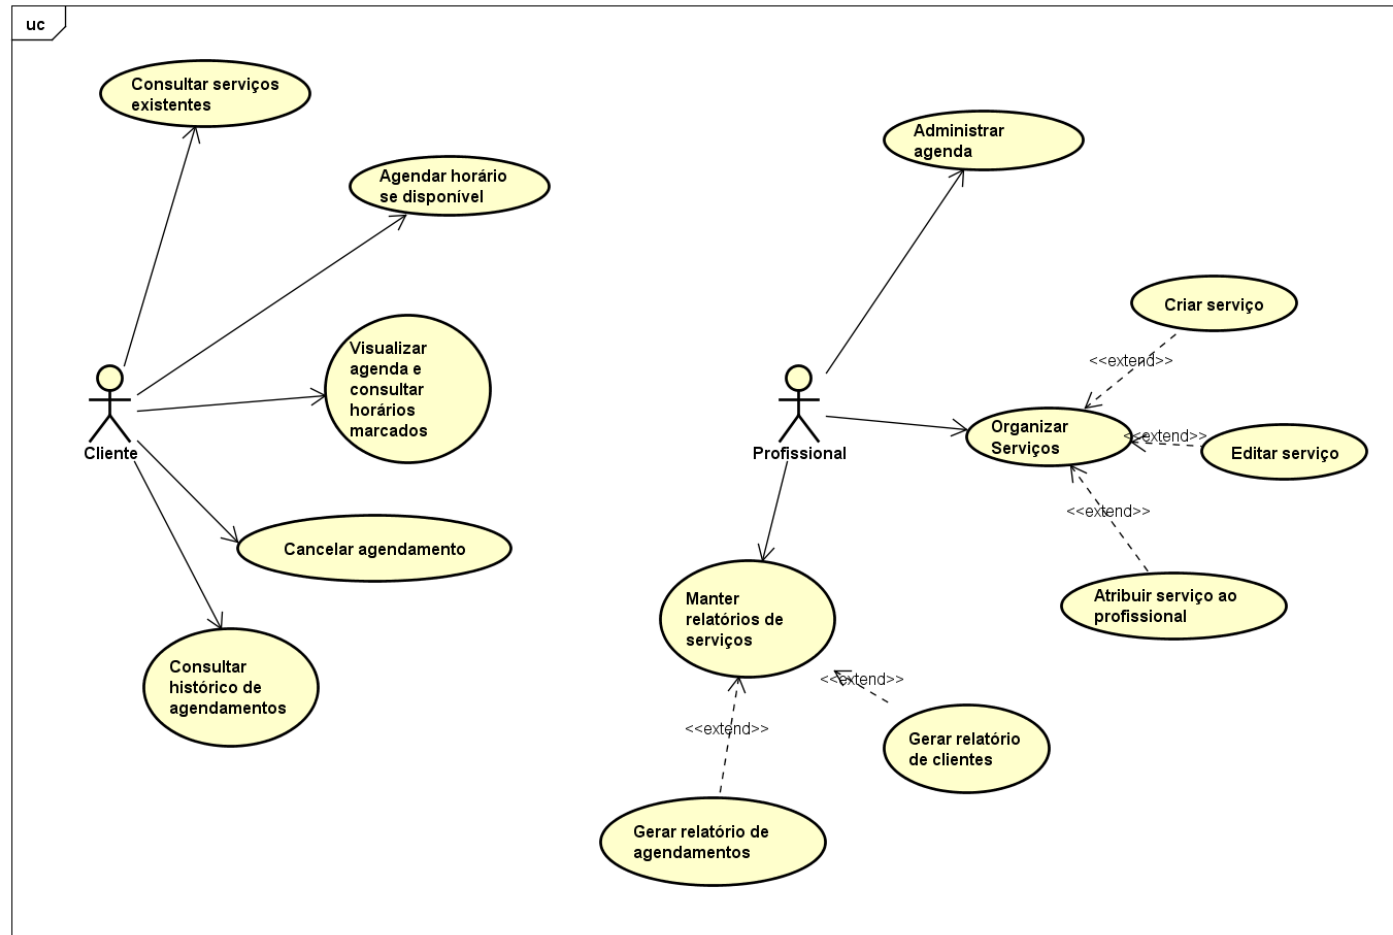 uc
Consultar serviços
existentes
Agendar horário
se disponível
Visualizar
agenda e
consultar
horários
marcados
Cliente
Cancelar agendamento
Consultar
histórico de
agendamentos
Administrar
agenda
Criar serviço
<<extend>>
Profissional
Organizar
Serviços
<<extend>>
Editar serviço
<<extend>>
Atribuir serviço ao
profissional
Manter
relatórios de
serviços
<<extend>>
Gerar relatório
de clientes
<<extend>>
Gerar relatório de
agendamentos